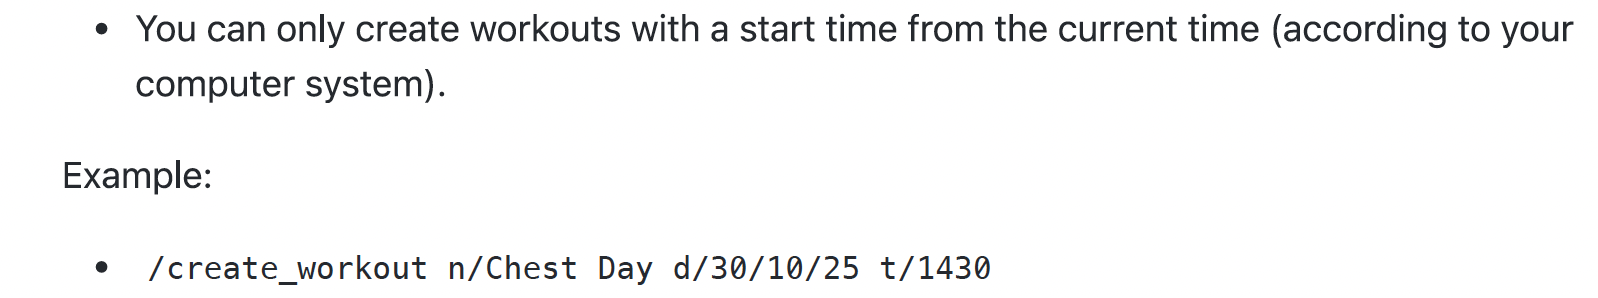 • You can only create workouts with a start time from the current time (according to your
computer system).
Example:
• /create_workout n/Chest Day d/30/10/25 t/1430